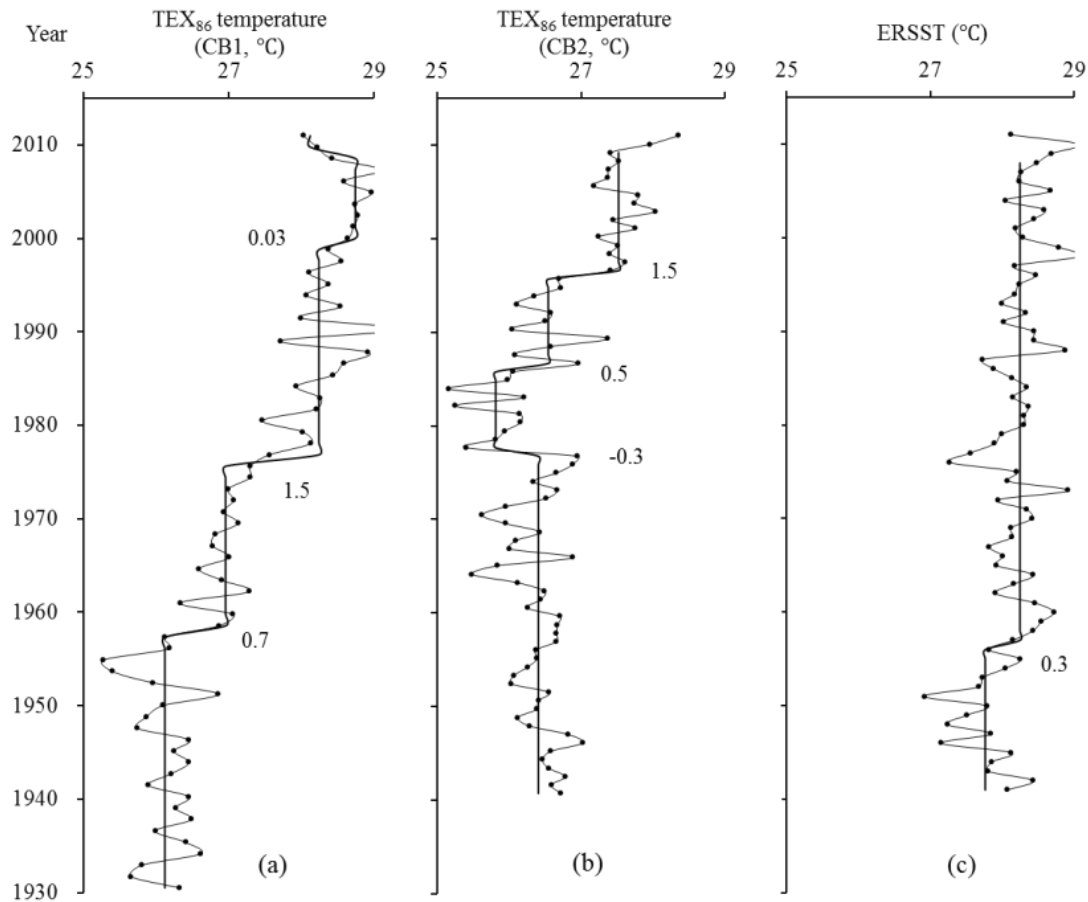 Year
TEX86 temperature
(CB1, ℃)
25 27 29
TEX86 temperature
(CB2, ℃)
25 27 29
ERSST (℃)
25 27 29
2010
2000
1990
1980
1970
1960
1950
1940
1930
0.03
1.5
0.7
(a)
1.5
0.5
-0.3
(b)
0.3
(c)